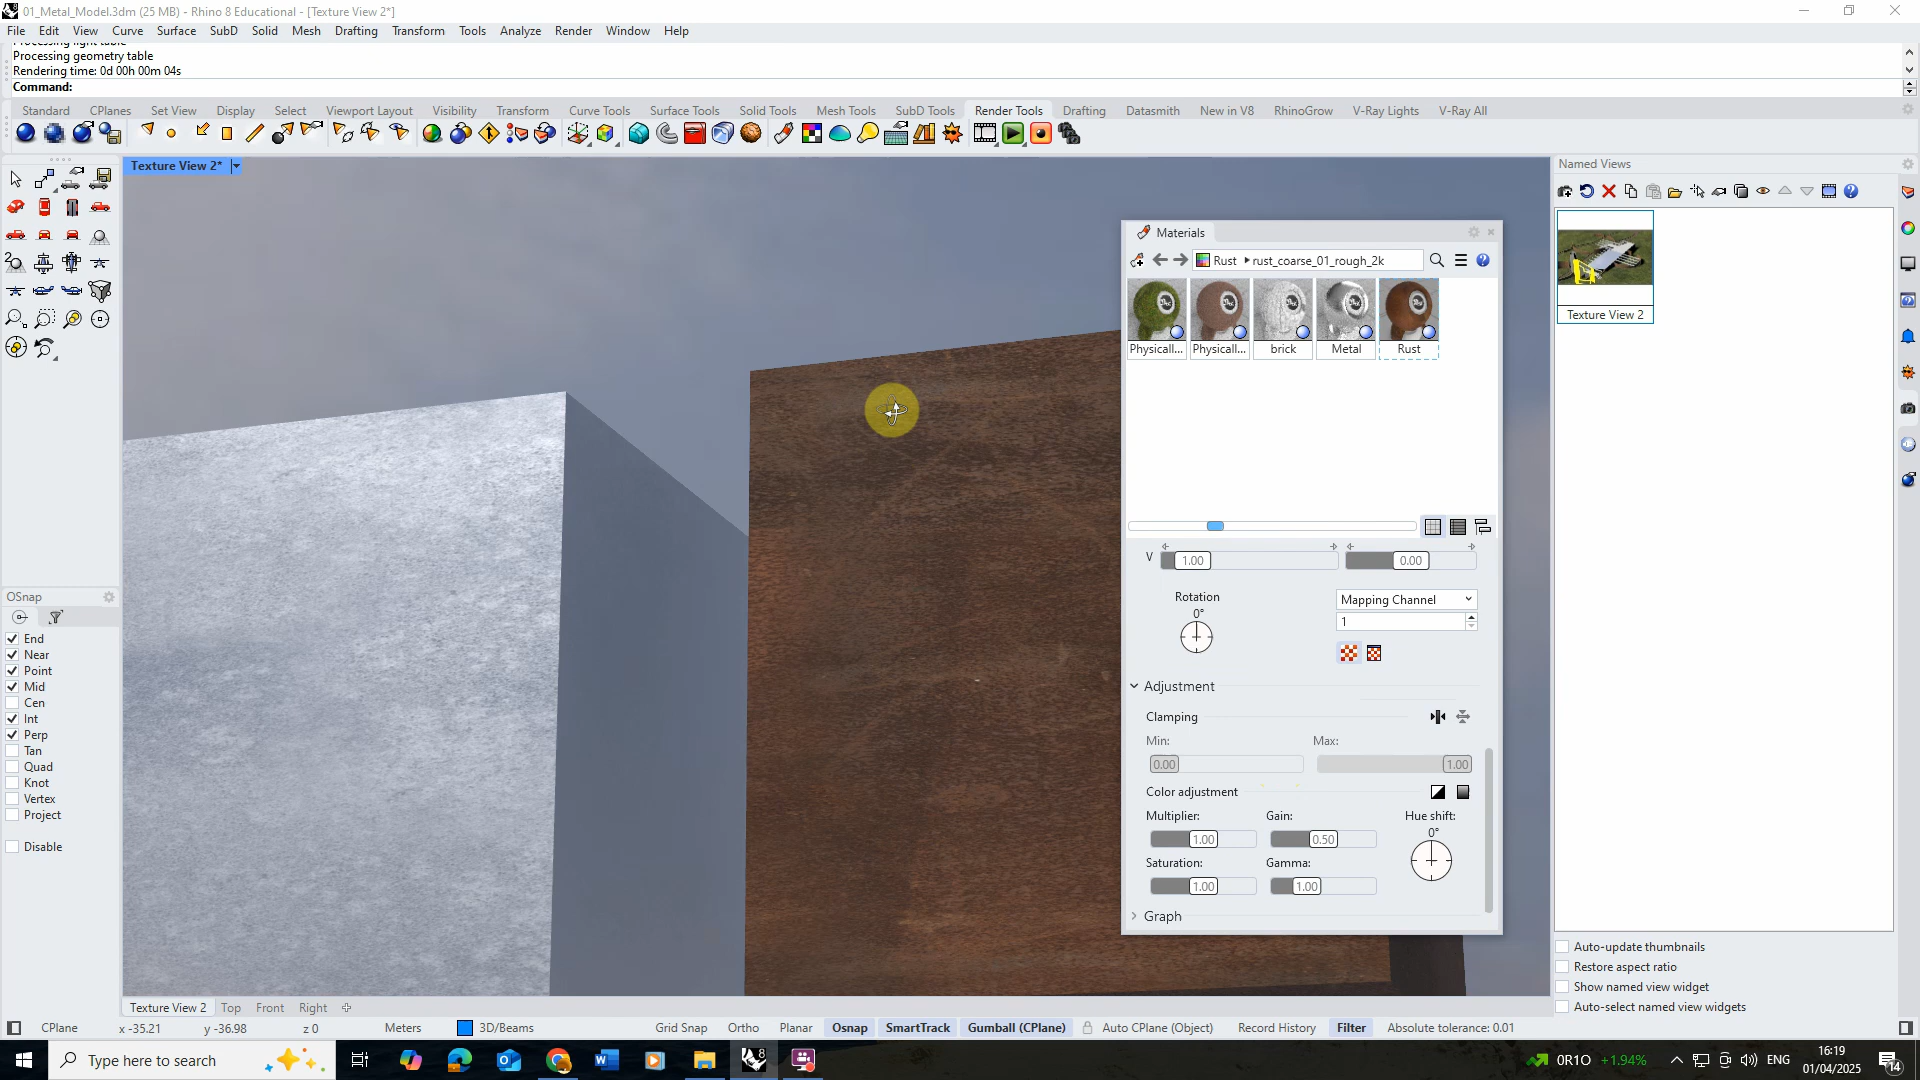 01_Metal_Model.3dm (25 MB) - Rhino 8 Educational - [Texture View 2*]
File Edit View Curve Surface SubD Solid Mesh Drafting Transform Tools Analyze Render Window Help
Processing light table
Processing geometry table
Rendering time: 0d 00h 00m 04s
Command:
Standard CPlanes Set View Display Select Viewport Layout Visibility Transform Curve Tools Surface Tools Solid Tools Mesh Tools SubD Tools Render Tools Drafting Datasmith New in V8 RhinoGrow V-Ray Lights V-Ray All
Texture View 2*
Named Views
Texture View 2
Materials
Rust rust_coarse_01_rough_2k
Physicall... Physicall... brick Metal Rust
V 1.00 0.00
Rotation
0°
Mapping Channel
1
Adjustment
Clamping
Min: Max:
0.00 1.00
Color adjustment
Multiplier: Gain: Hue shift:
0°
1.00 0.50
Saturation: Gamma:
1.00 1.00
Graph
OSnap
End
Near
Point
Mid
Cen
Int
Perp
Tan
Quad
Knot
Vertex
Project
Disable
Auto-update thumbnails
Restore aspect ratio
Show named view widget
Auto-select named view widgets
Texture View 2 Top Front Right
CPlane x -35.21 y -36.98 z 0 Meters 3D/Beams Grid Snap Ortho Planar Osnap SmartTrack Gumball (CPlane) Auto CPlane (Object) Record History Filter Absolute tolerance: 0.01
Type here to search
0R1O +1.94%
ENG
16:19
01/04/2025
14